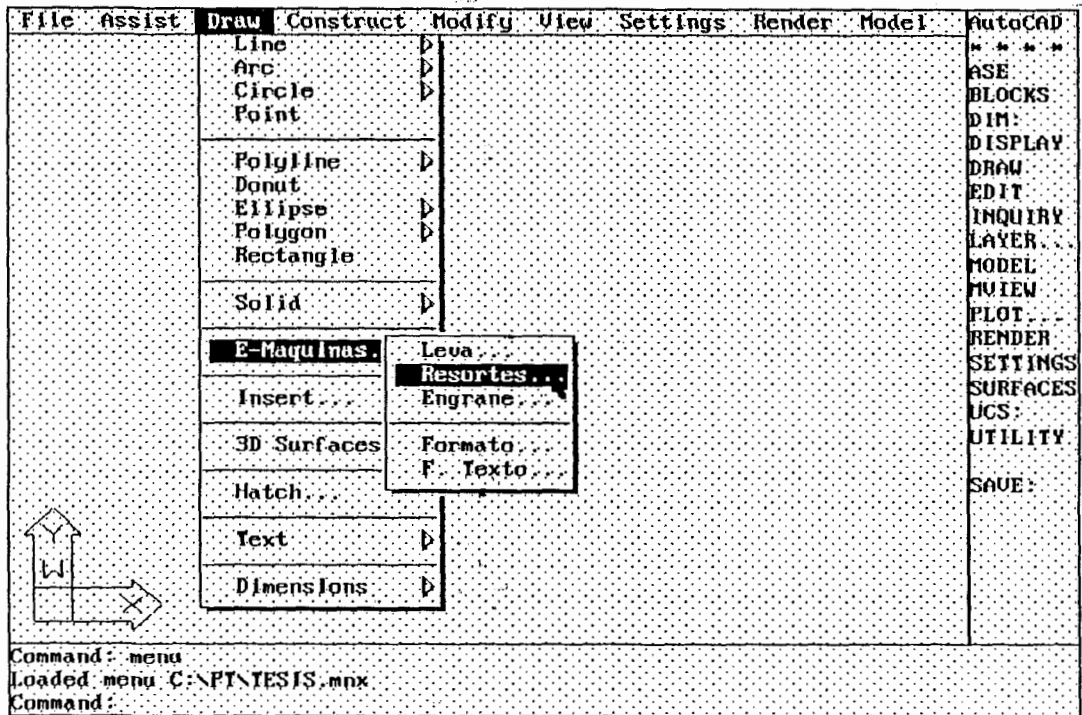 File Assist Draw Construct Modify View Settings Render Model AutoCAD
* * * *
Line
Arc
Circle
Point
Polyline
Donut
Ellipse
Polygon
Rectangle
Solid
E-Maquinas.
Insert...
3D Surfaces
Hatch...
Text
Dimensions
Leva...
Resortes...
Engrane...
Formato...
F. Texto...
ASE
BLOCKS
DIM:
DISPLAY
DRAW
EDIT
INQUIRY
LAYER...
MODEL
MVIEW
PLOT...
RENDER
SETTINGS
SURFACES
UCS:
UTILITY
SAVE:
Y
W
X
Command: menu
Loaded menu C:\PT\TESIS.mnx
Command: